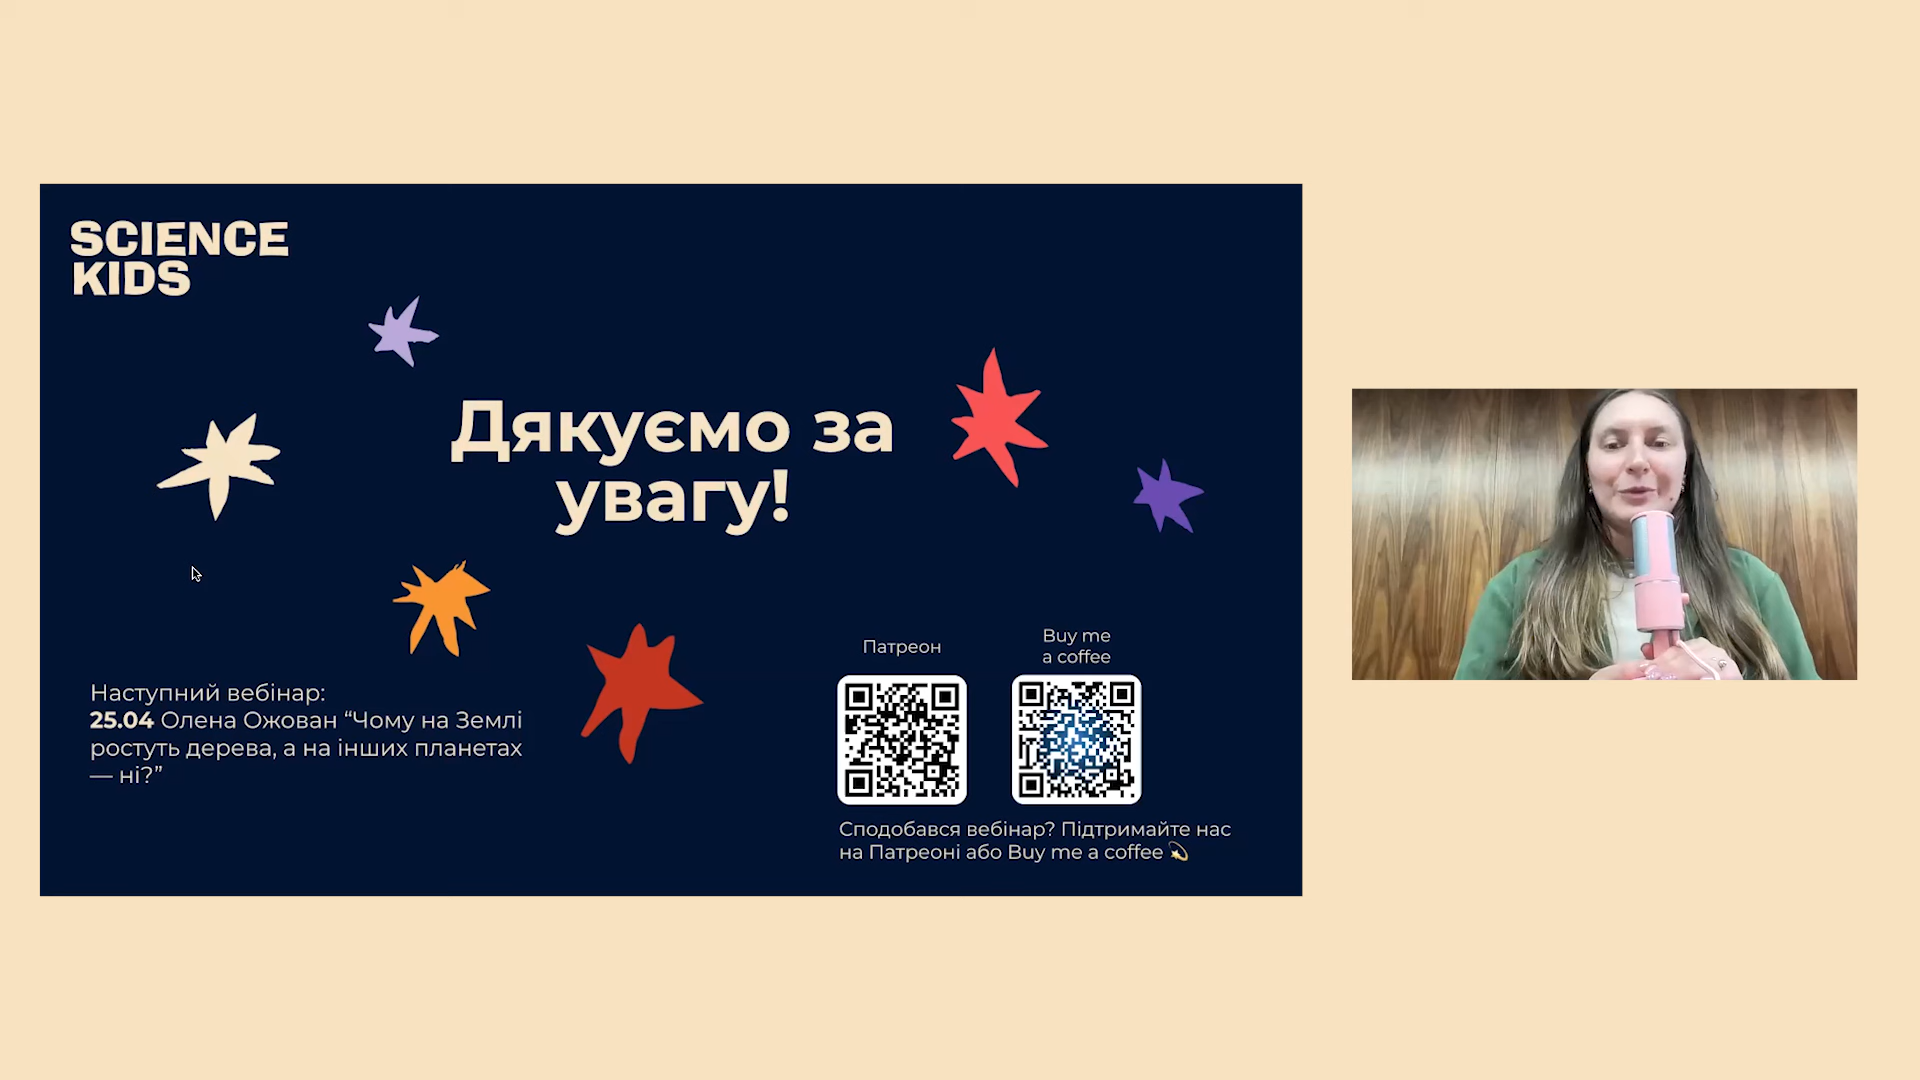 SCIENCE
KIDS
Дякуємо за
увагу!
Наступний вебінар:
25.04 Олена Ожован “Чому на Землі
ростуть дерева, а на інших планетах
— ні?”
Патреон
Buy me
a coffee
Сподобався вебінар? Підтримайте нас
на Патреоні або Buy me a coffee 💫